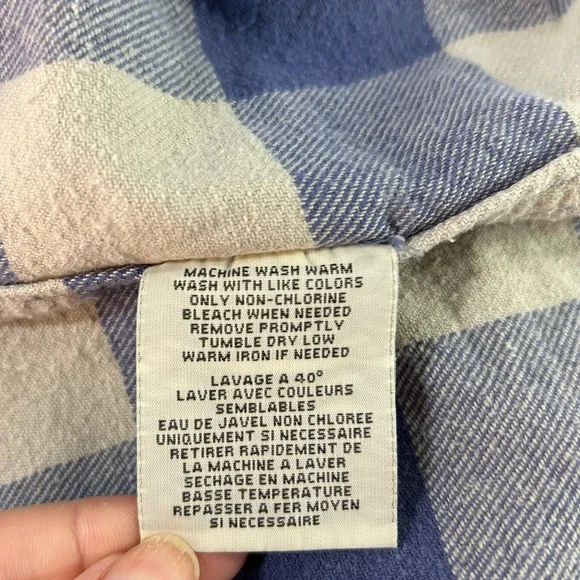 MACHINE WASH WARM
WASH WITH LIKE COLORS
ONLY NON-CHLORINE
BLEACH WHEN NEEDED
REMOVE PROMPTLY
TUMBLE DRY LOW
WARM IRON IF NEEDED
LAVAGE A 40°
LAVER AVEC COULEURS
SEMBLABLES
EAU DE JAVEL NON CHLOREE
UNIQUEMENT SI NECESSAIRE
RETIRER RAPIDEMENT DE
LA MACHINE A LAVER
SECHAGE EN MACHINE
BASSE TEMPERATURE
REPASSER A FER MOYEN
SI NECESSAIRE